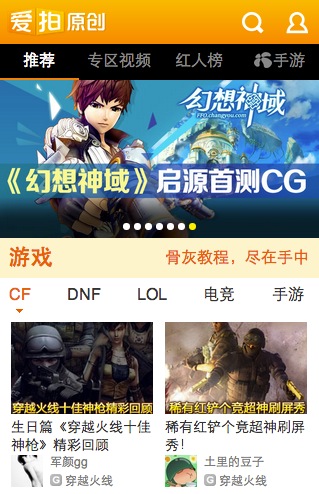 爱拍原创
推荐 专区视频 红人榜 手游
幻想神域
FFO.changyou.com
《幻想神域》启源首测CG
游戏 骨灰教程，尽在手中
CF DNF LOL 电竞 手游
穿越火线十佳神枪精彩回顾
稀有红铲个竞超神刷屏秀
生日篇《穿越火线十佳
神枪》精彩回顾
稀有红铲个竞超神刷屏
秀！
军颜gg
G 穿越火线
土里的豆子
G 穿越火线